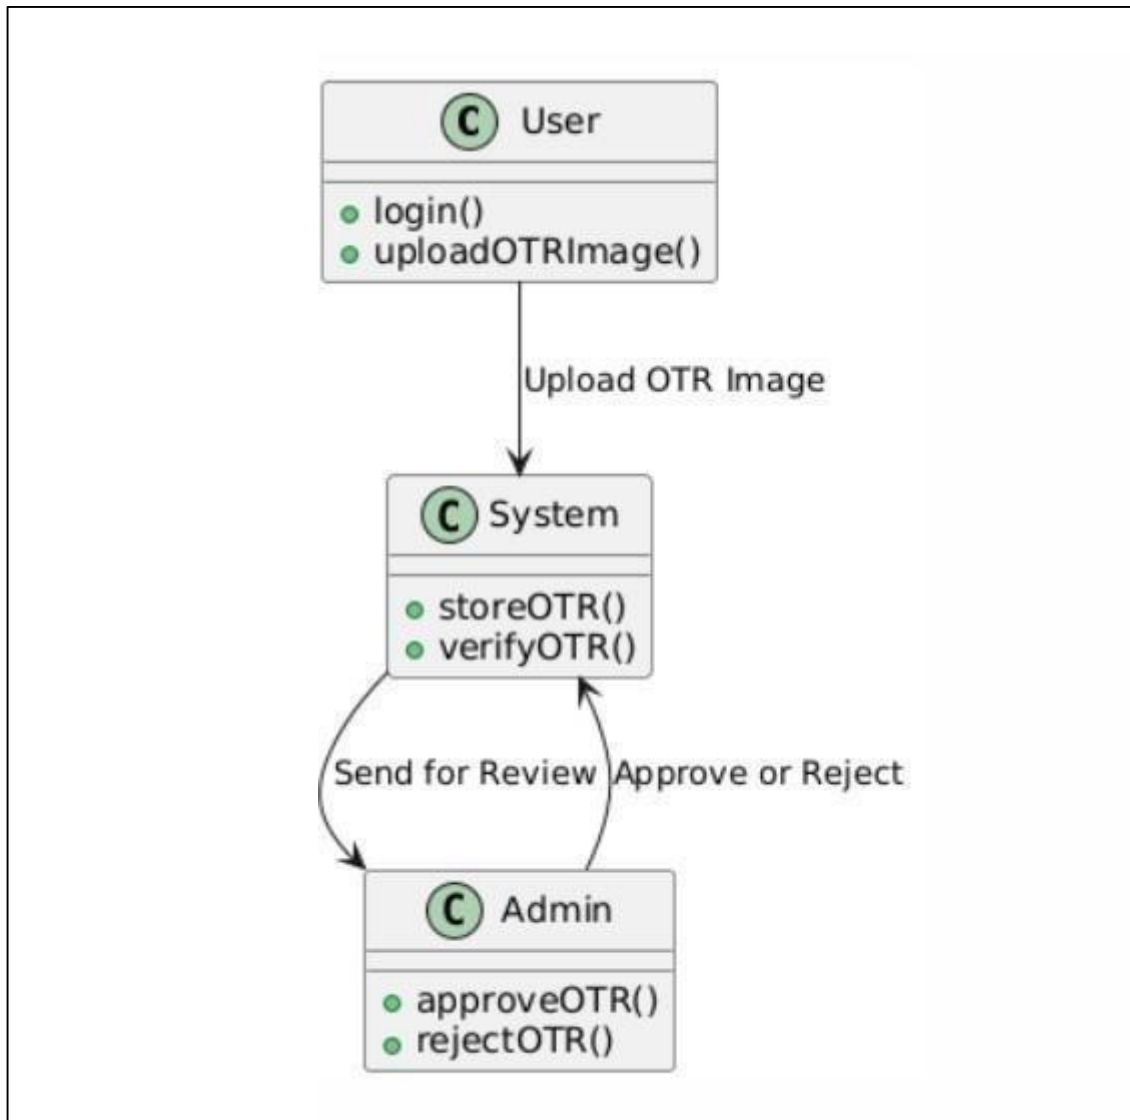 C User
login()
uploadOTRImage()
Upload OTR Image
C System
storeOTR()
verifyOTR()
Send for Review
Approve or Reject
C Admin
approveOTR()
rejectOTR()